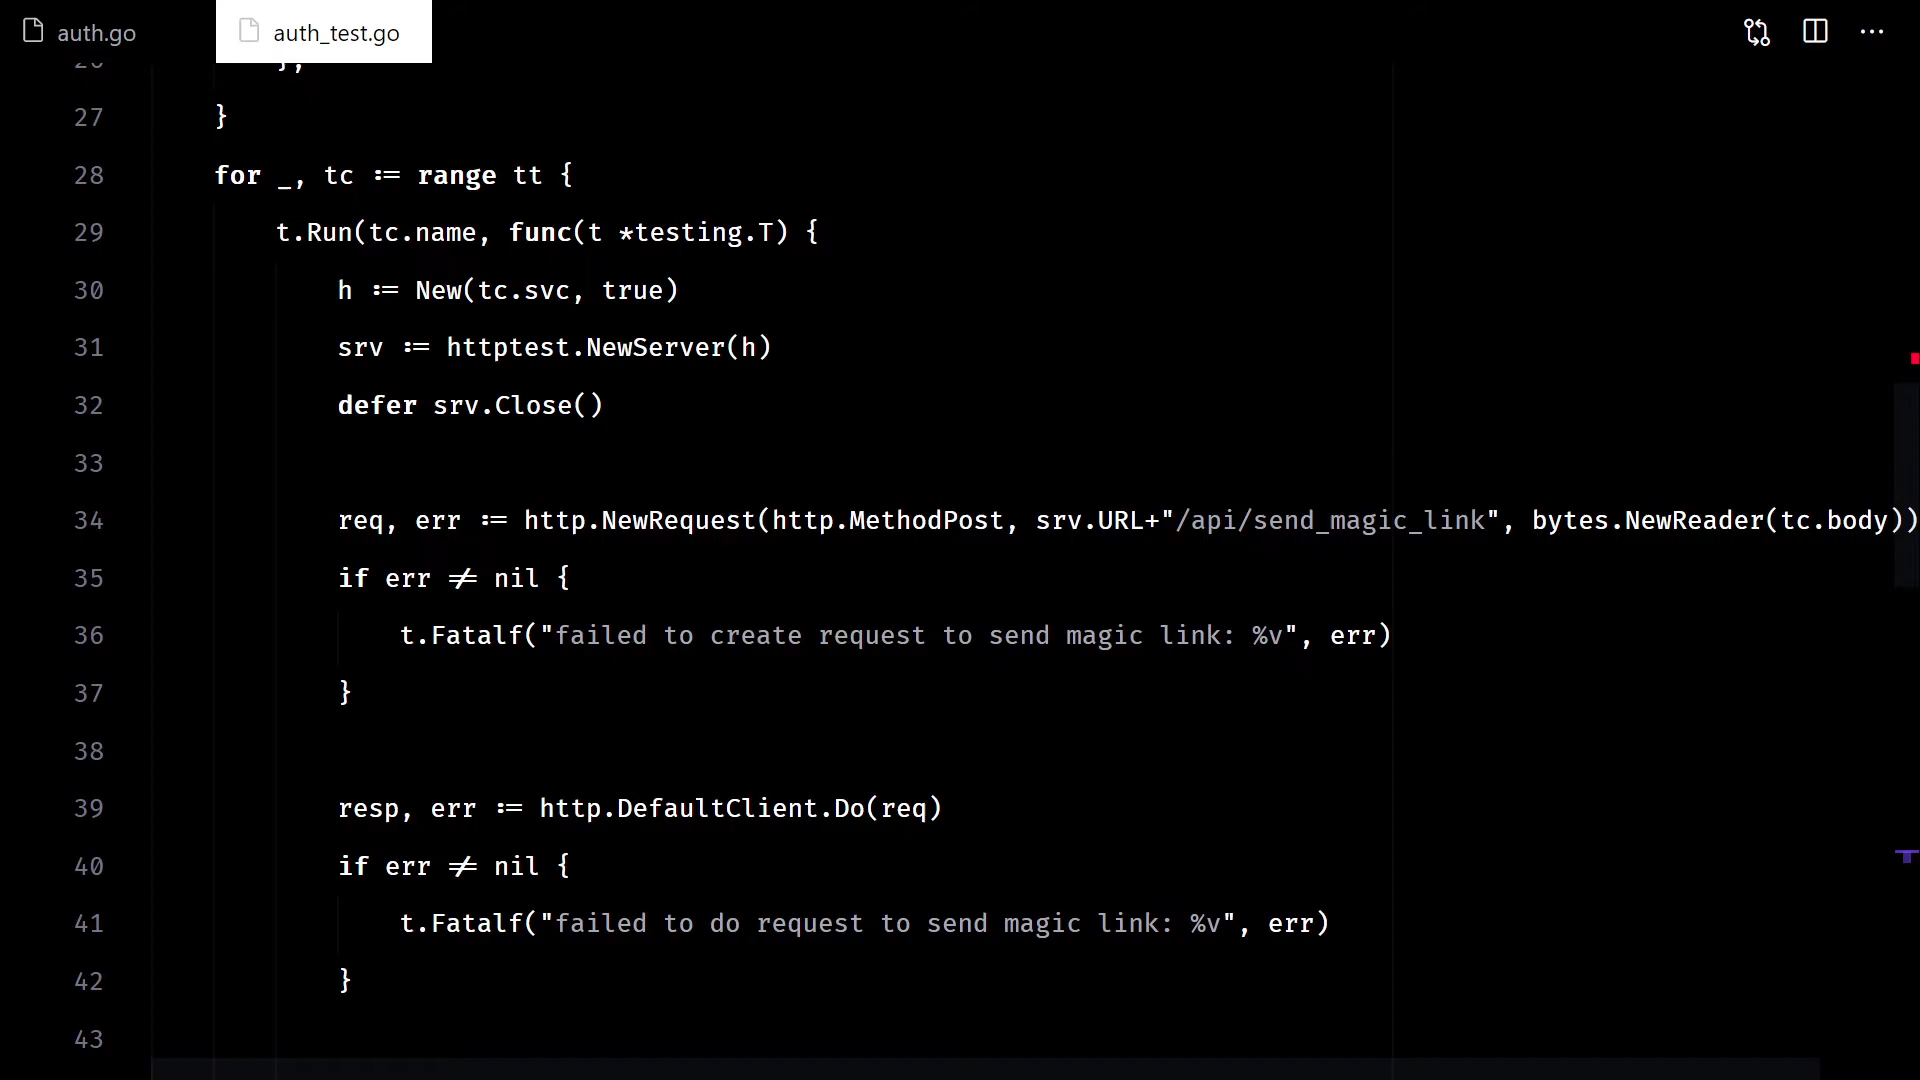 auth.go
auth_test.go
26 },
27 }
28 for _, tc := range tt {
29 t.Run(tc.name, func(t *testing.T) {
30 h := New(tc.svc, true)
31 srv := httptest.NewServer(h)
32 defer srv.Close()
33
34 req, err := http.NewRequest(http.MethodPost, srv.URL+"/api/send_magic_link", bytes.NewReader(tc.body))
35 if err != nil {
36 t.Fatalf("failed to create request to send magic link: %v", err)
37 }
38
39 resp, err := http.DefaultClient.Do(req)
40 if err != nil {
41 t.Fatalf("failed to do request to send magic link: %v", err)
42 }
43